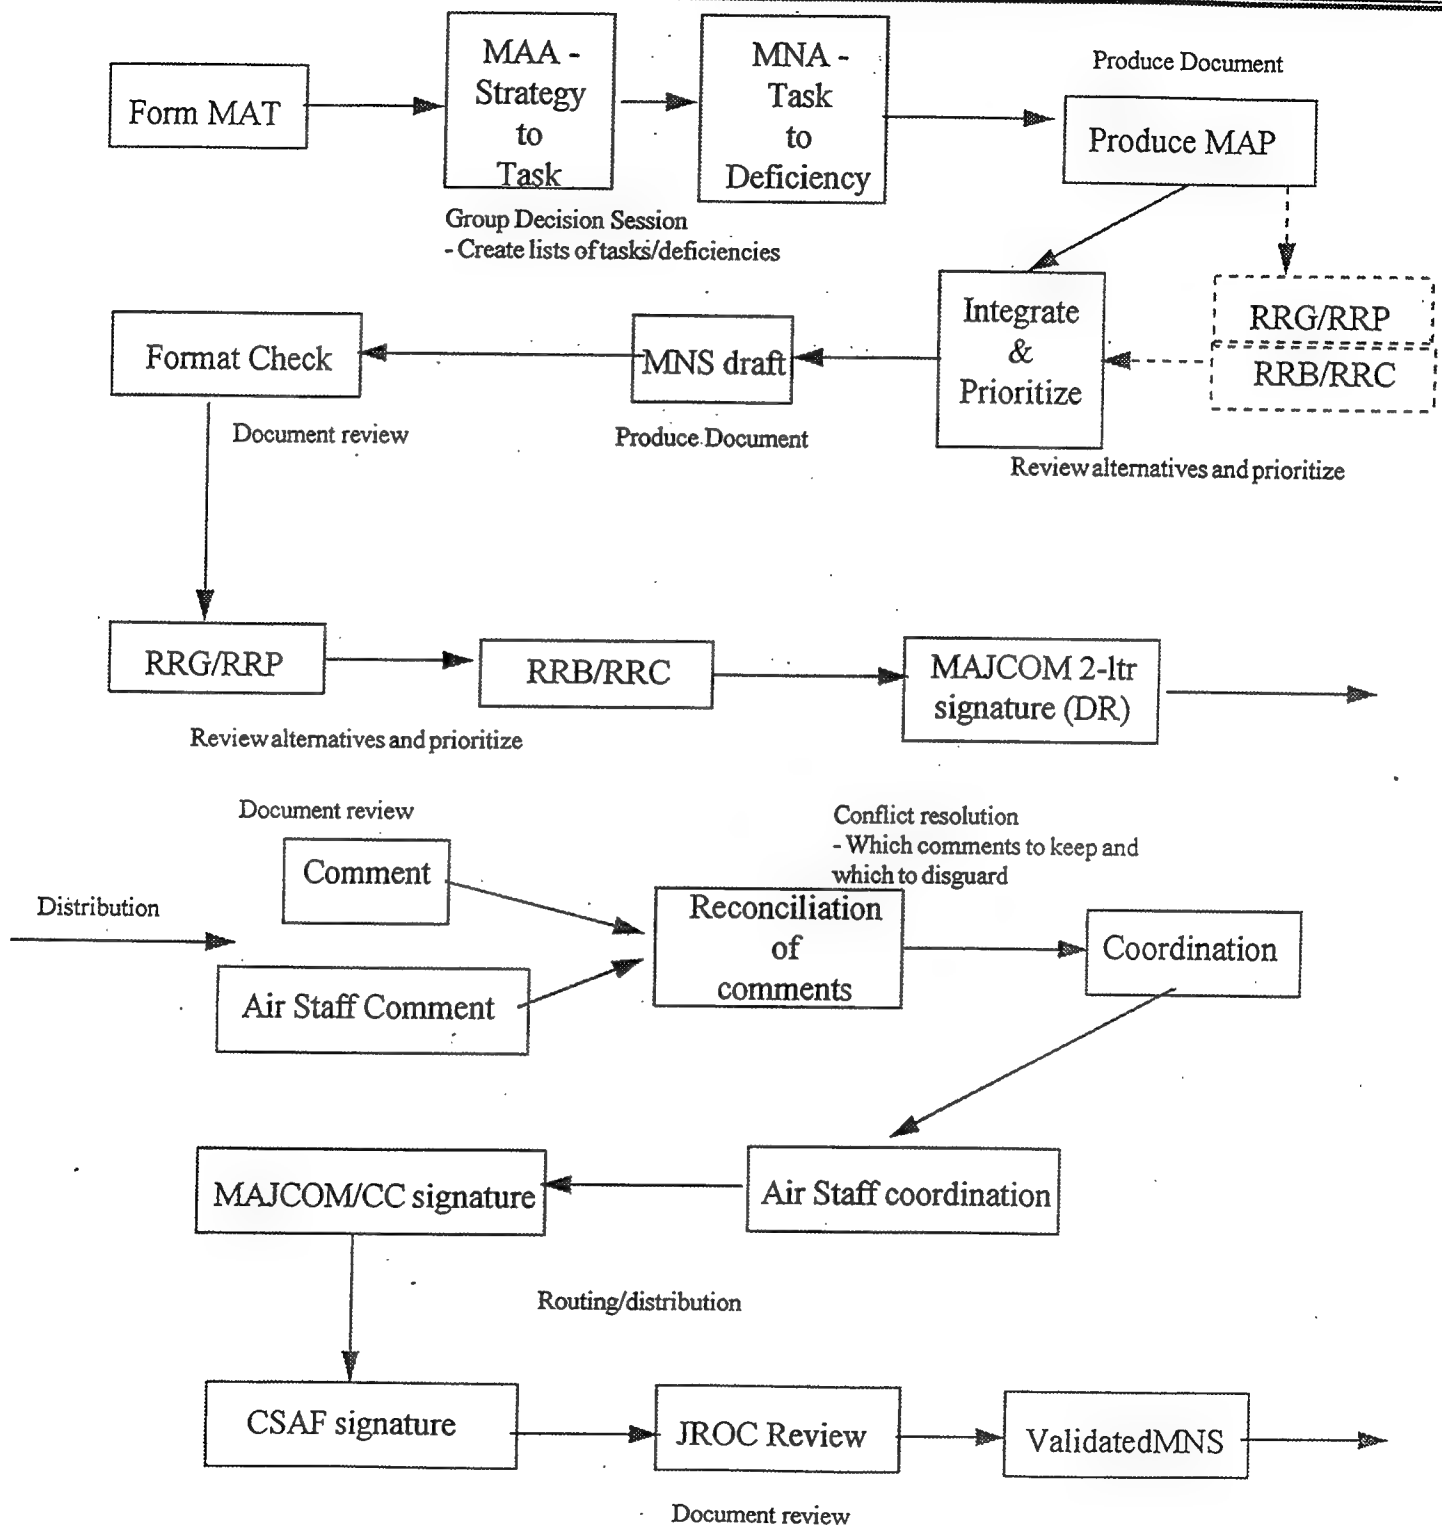 Form MAT
MAA -
Strategy
to
Task
MNA -
Task
to
Deficiency
Produce Document
Produce MAP
Group Decision Session
- Create lists of tasks/deficiencies
Format Check
MNS draft
Integrate
&
Prioritize
RRG/RRP
RRB/RRC
Document review
Produce Document
Review alternatives and prioritize
RRG/RRP
RRB/RRC
MAJCOM 2-ltr
signature (DR)
Review alternatives and prioritize
Document review
Comment
Conflict resolution
- Which comments to keep and
which to disguard
Distribution
Air Staff Comment
Reconciliation
of
comments
Coordination
MAJCOM/CC signature
Air Staff coordination
Routing/distribution
CSAF signature
JROC Review
ValidatedMNS
Document review